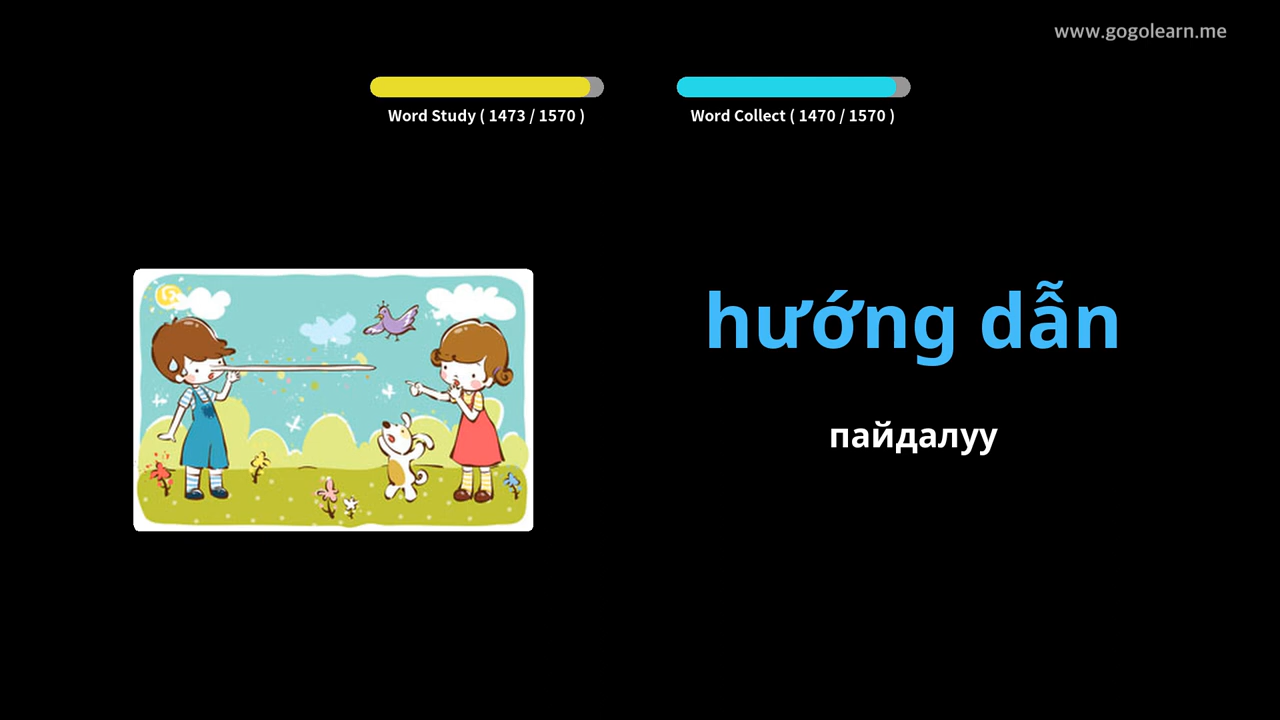 www.gogolearn.me
Word Study ( 1473 / 1570 )
Word Collect ( 1470 / 1570 )
hướng dẫn
пайдалуу